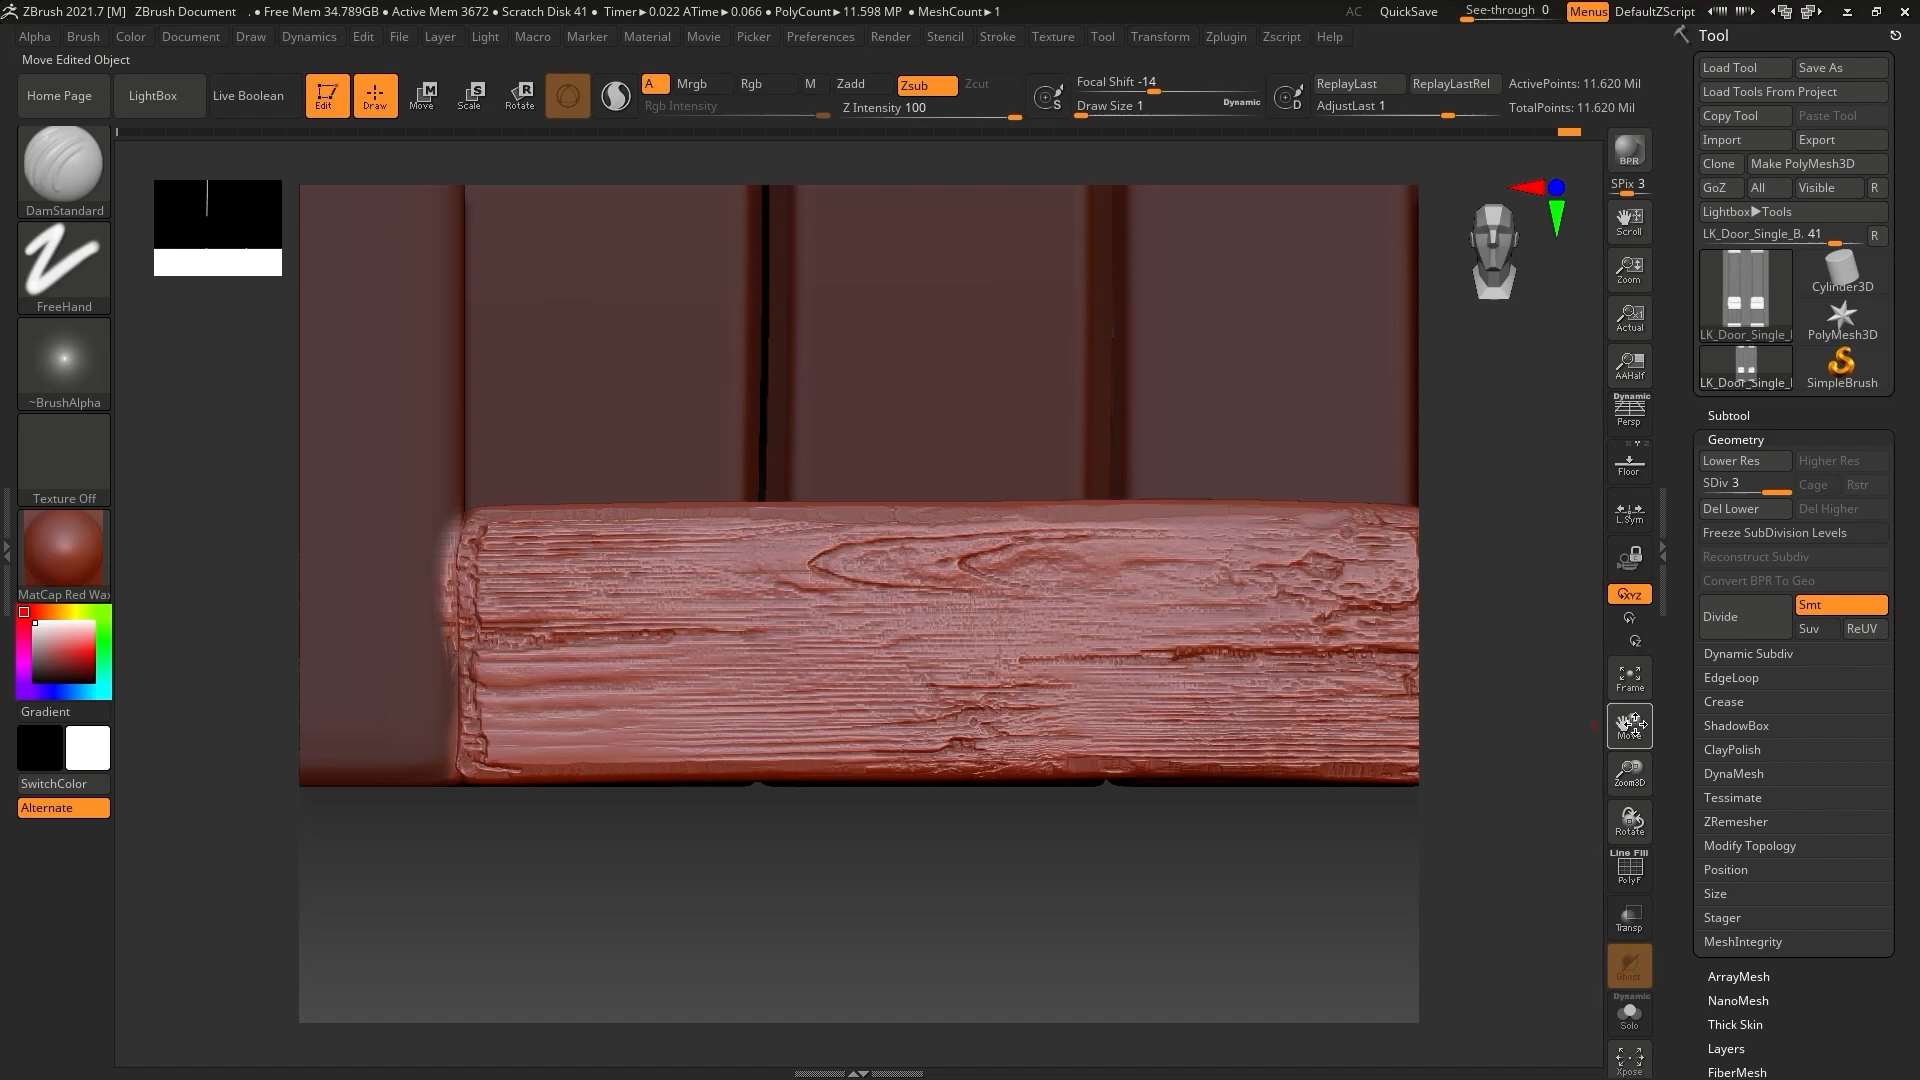 ZBrush 2021.7 [M] ZBrush Document . • Free Mem 34.789GB • Active Mem 3672 • Scratch Disk 41 • Timer▶0.022 ATime▶0.066 • PolyCount▶11.598 MP • MeshCount▶1 AC QuickSave See-through 0 Menus DefaultZScript
Alpha Brush Color Document Draw Dynamics Edit File Layer Light Macro Marker Material Movie Picker Preferences Render Stencil Stroke Texture Tool Transform Zplugin Zscript Help
Move Edited Object
Home Page LightBox Live Boolean Edit Draw Move Scale Rotate
A Mrgb Rgb M Zadd Zsub Zcut
Rgb Intensity Z Intensity 100
S Focal Shift -14
Draw Size 1 Dynamic
D ReplayLast ReplayLastRel ActivePoints: 11.620 Mil
AdjustLast 1 TotalPoints: 11.620 Mil
DamStandard
FreeHand
~BrushAlpha
Texture Off
MatCap Red Wax
Gradient
SwitchColor
Alternate
BPR
SPix 3
Scroll
Zoom
Actual
AAHalf
Dynamic
Persp
Floor
L.Sym
XYZ
Y
Z
Frame
Move
Zoom3D
Rotate
Line Fill
PolyF
Transp
Ghost
Dynamic
Solo
Xpose
Tool
Load Tool Save As
Load Tools From Project
Copy Tool Paste Tool
Import Export
Clone Make PolyMesh3D
GoZ All Visible R
Lightbox▶Tools
LK_Door_Single_B. 41 R
Cylinder3D
LK_Door_Single_I PolyMesh3D
LK_Door_Single_I SimpleBrush
Subtool
Geometry
Lower Res Higher Res
SDiv 3 Cage Rstr
Del Lower Del Higher
Freeze SubDivision Levels
Reconstruct Subdiv
Convert BPR To Geo
Divide Smt
Suv ReUV
Dynamic Subdiv
EdgeLoop
Crease
ShadowBox
ClayPolish
DynaMesh
Tessimate
ZRemesher
Modify Topology
Position
Size
Stager
MeshIntegrity
ArrayMesh
NanoMesh
Thick Skin
Layers
FiberMesh